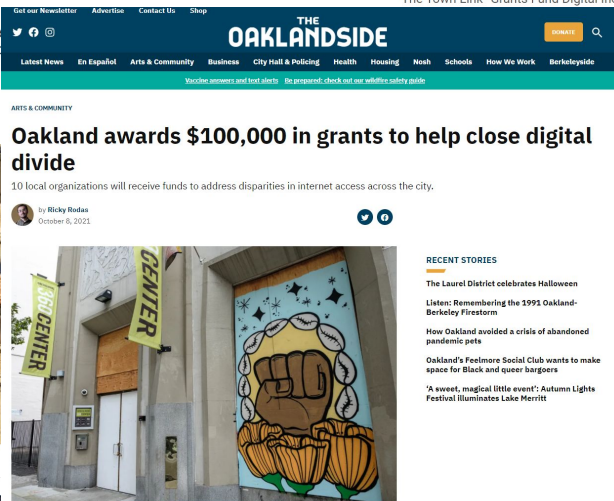 The Town Link Grants Fund
Get our Newsletter Advertise Contact Us Shop
THE
OAKLANDSIDE
DONATE
Latest News En Español Arts & Community Business City Hall & Policing Health Housing Nosh Schools How We Work Berkeleyside
Vaccine answers and text alerts Be prepared: check out our wildfire safety guide
ARTS & COMMUNITY
Oakland awards $100,000 in grants to help close digital
divide
10 local organizations will receive funds to address disparities in internet access across the city.
by Ricky Rodas
October 8, 2021
360 CENTER
CENTER
RECENT STORIES
The Laurel District celebrates Halloween
Listen: Remembering the 1991 Oakland-
Berkeley Firestorm
How Oakland avoided a crisis of abandoned
pandemic pets
Oakland's Feelmore Social Club wants to make
space for Black and queer bargoers
'A sweet, magical little event': Autumn Lights
Festival illuminates Lake Merritt